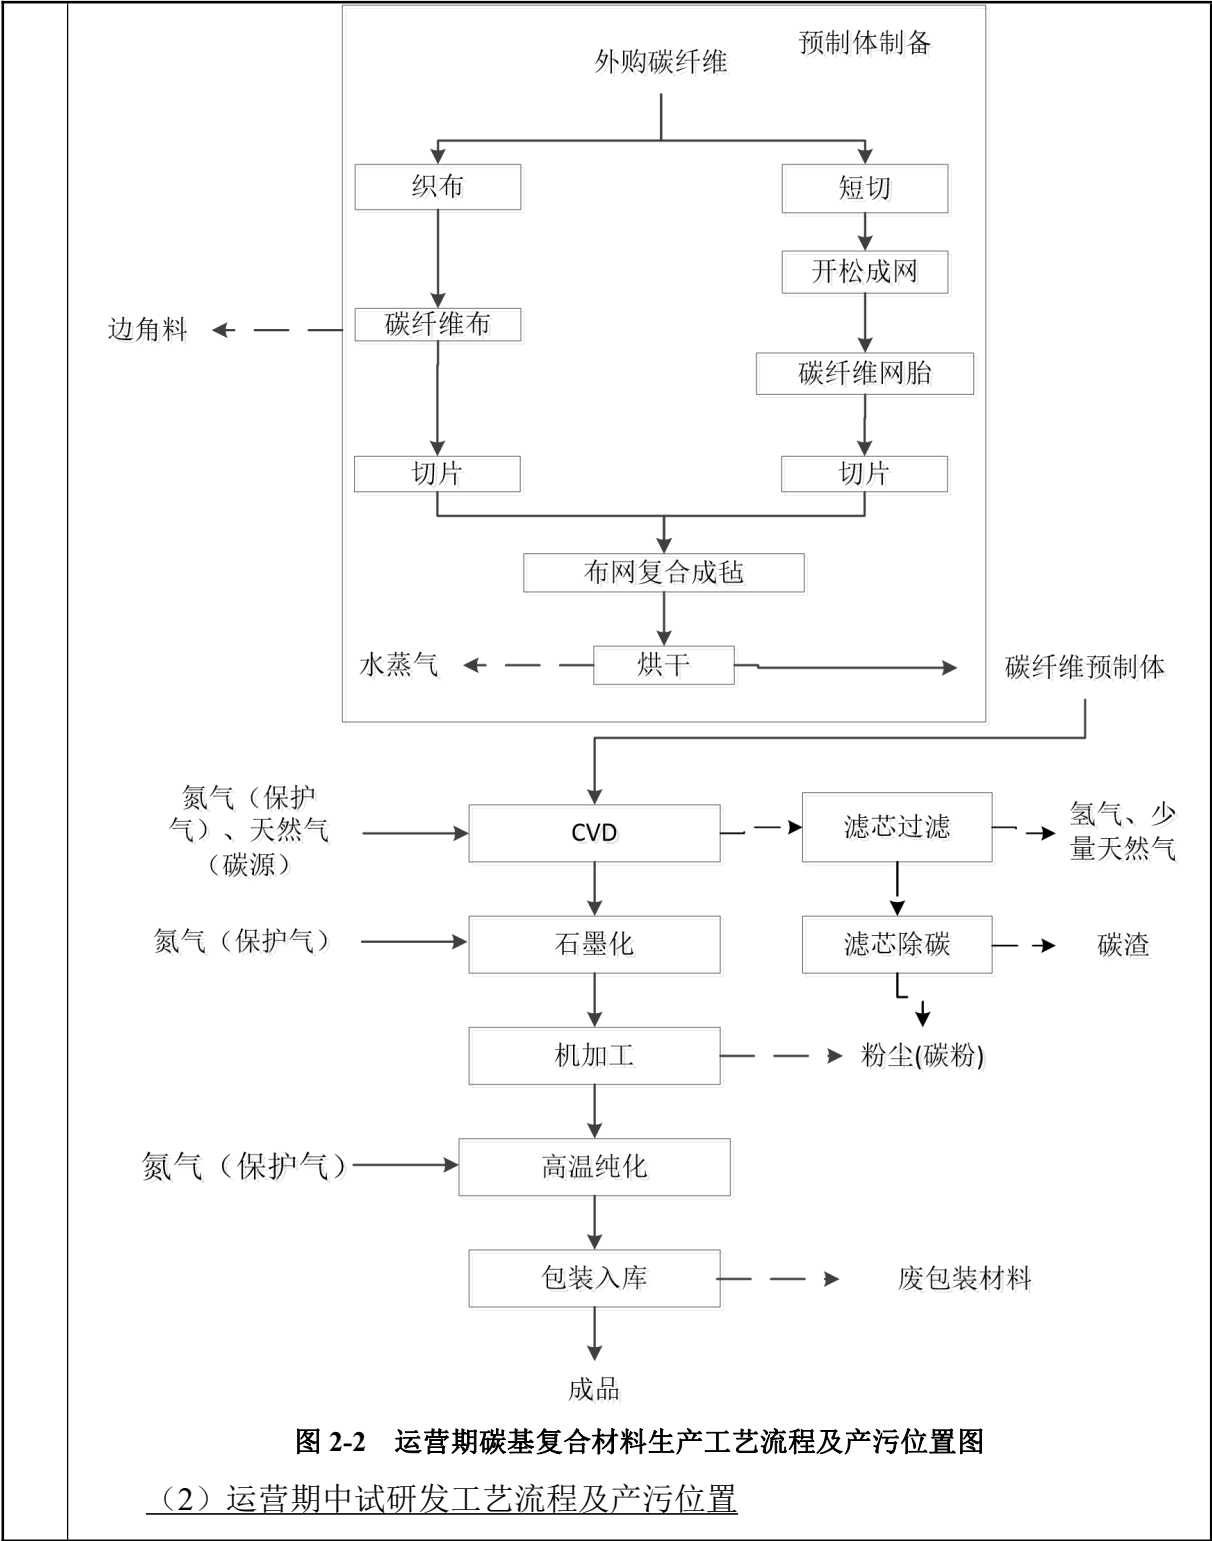 预制体制备
外购碳纤维
织布
短切
开松成网
边角料
碳纤维布
碳纤维网胎
切片
切片
布网复合成毡
水蒸气
烘干
碳纤维预制体
氮气（保护
气）、天然气
（碳源）
CVD
滤芯过滤
氢气、少
量天然气
氮气（保护气）
石墨化
滤芯除碳
碳渣
机加工
粉尘(碳粉)
氮气（保护气）
高温纯化
包装入库
废包装材料
成品
图 2-2 运营期碳基复合材料生产工艺流程及产污位置图
（2）运营期中试研发工艺流程及产污位置